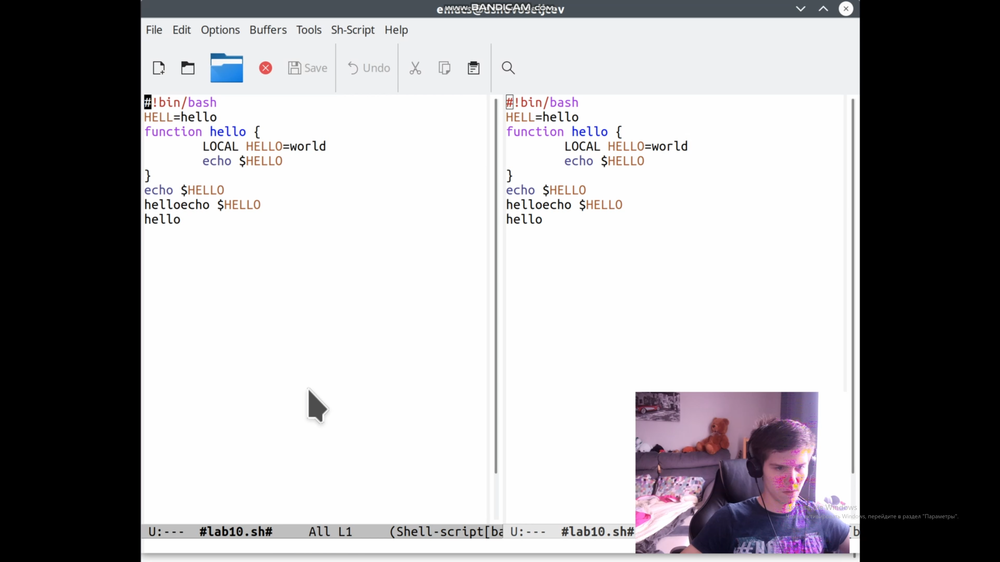 www.BANDICAM.com
File Edit Options Buffers Tools Sh-Script Help
Save Undo
#!bin/bash
HELL=hello
function hello {
LOCAL HELLO=world
echo $HELLO
}
echo $HELLO
helloecho $HELLO
hello
#!bin/bash
HELL=hello
function hello {
LOCAL HELLO=world
echo $HELLO
}
echo $HELLO
helloecho $HELLO
hello
Активация Windows
Чтобы активировать Windows, перейдите в раздел "Параметры".
U:--- #lab10.sh# All L1 (Shell-script[ba
U:--- #lab10.sh# [b